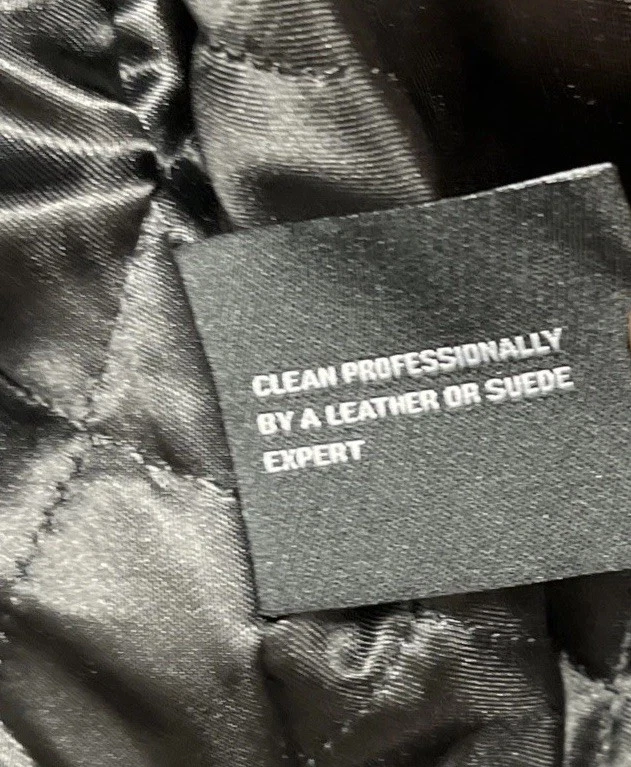 CLEAN PROFESSIONALLY
BY A LEATHER OR SUEDE
EXPERT